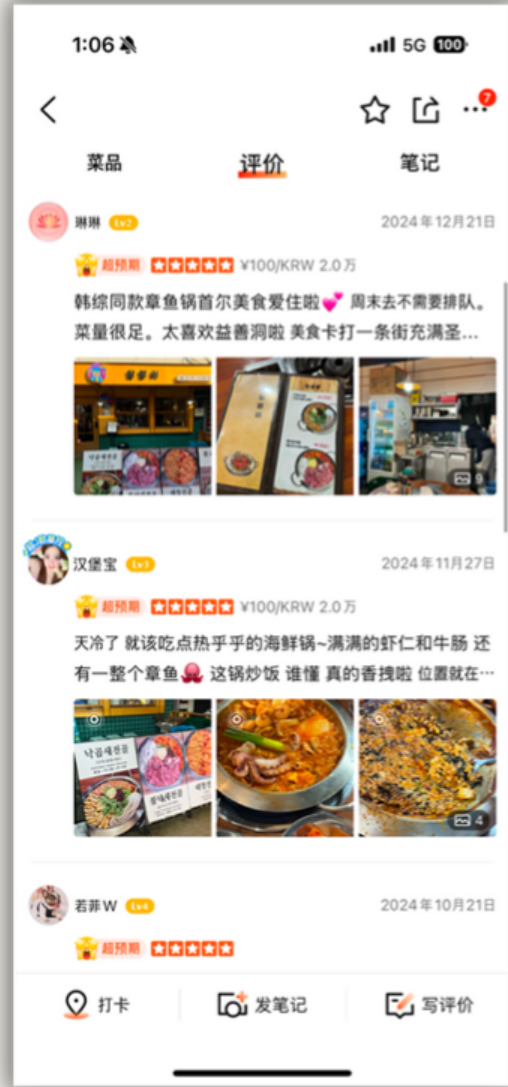 1:06
5G 100
7
菜品 评价 笔记
琳琳 Lv2 2024年12月21日
超预期 ¥100/KRW 2.0万
韩综同款章鱼锅首尔美食爱住啦💕 周末去不需要排队。
菜量很足。太喜欢益善洞啦 美食卡打一条街充满圣...
9
汉堡宝 Lv3 2024年11月27日
超预期 ¥100/KRW 2.0万
天冷了 就该吃点热乎乎的海鲜锅~满满的虾仁和牛肠 还
有一整个章鱼🐙 这锅炒饭 谁懂 真的香拽啦 位置就在...
낙곱새전골
4
若菲W Lv4 2024年10月21日
超预期
打卡 发笔记 写评价